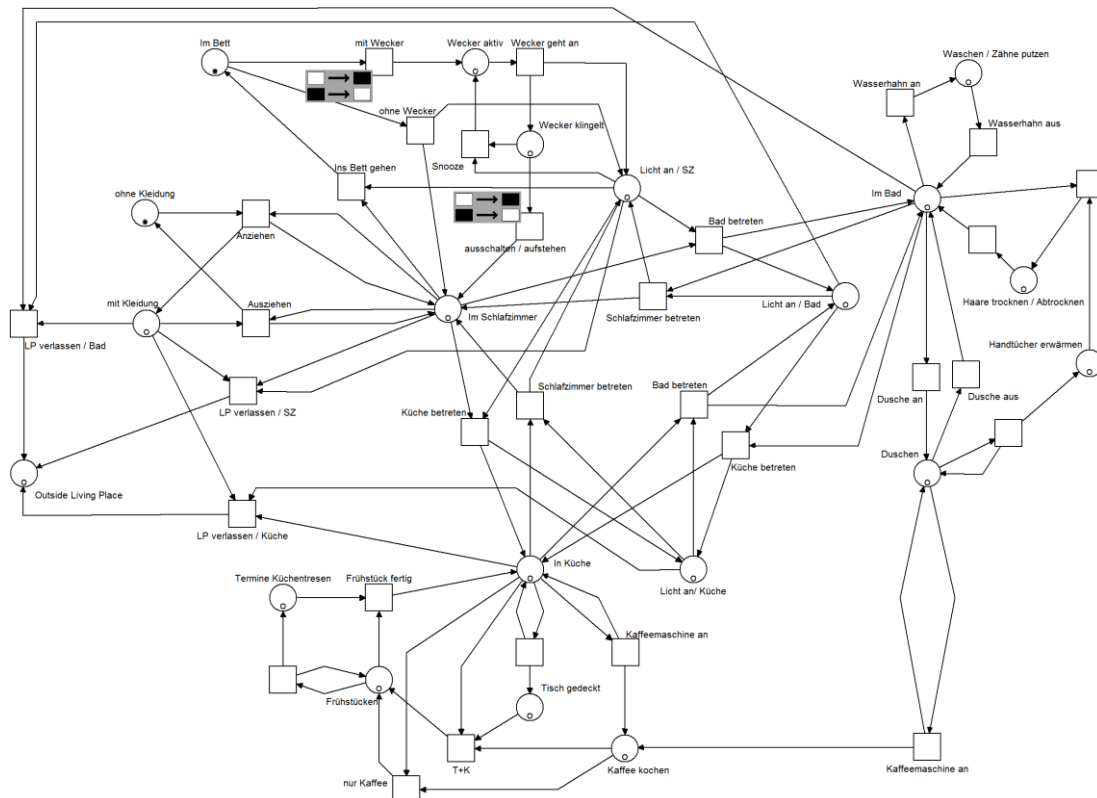 Im Bett
mit Wecker
Wecker aktiv
Wecker geht an
Waschen / Zähne putzen
Wasserhahn an
ohne Wecker
Wecker klingelt
Wasserhahn aus
Snooze
Licht an / SZ
Ins Bett gehen
Im Bad
ohne Kleidung
Bad betreten
Anziehen
ausschalten / aufstehen
mit Kleidung
Ausziehen
Im Schlafzimmer
Schlafzimmer betreten
Licht an / Bad
Haare trocknen / Abtrocknen
LP verlassen / Bad
Handtücher erwärmen
Schlafzimmer betreten
Bad betreten
Dusche an
Dusche aus
LP verlassen / SZ
Küche betreten
Küche betreten
Duschen
Outside Living Place
LP verlassen / Küche
In Küche
Licht an/ Küche
Termine Küchentresen
Frühstück fertig
Kaffeemaschine an
Frühstücken
Tisch gedeckt
T+K
Kaffee kochen
Kaffeemaschine an
nur Kaffee